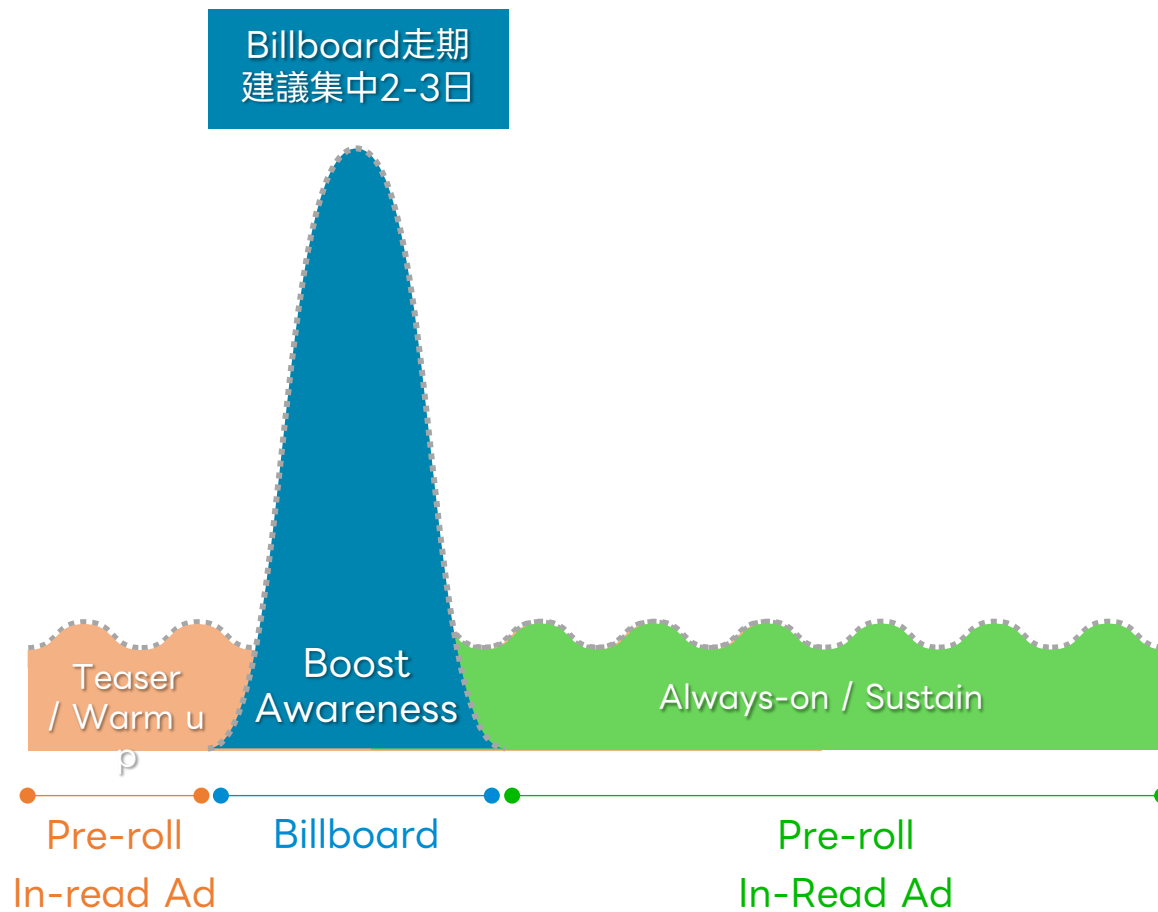 Billboard走期
建議集中2-3日
Teaser
/ Warm u
p
Boost
Awareness
Always-on / Sustain
Pre-roll
In-read Ad
Billboard
Pre-roll
In-Read Ad